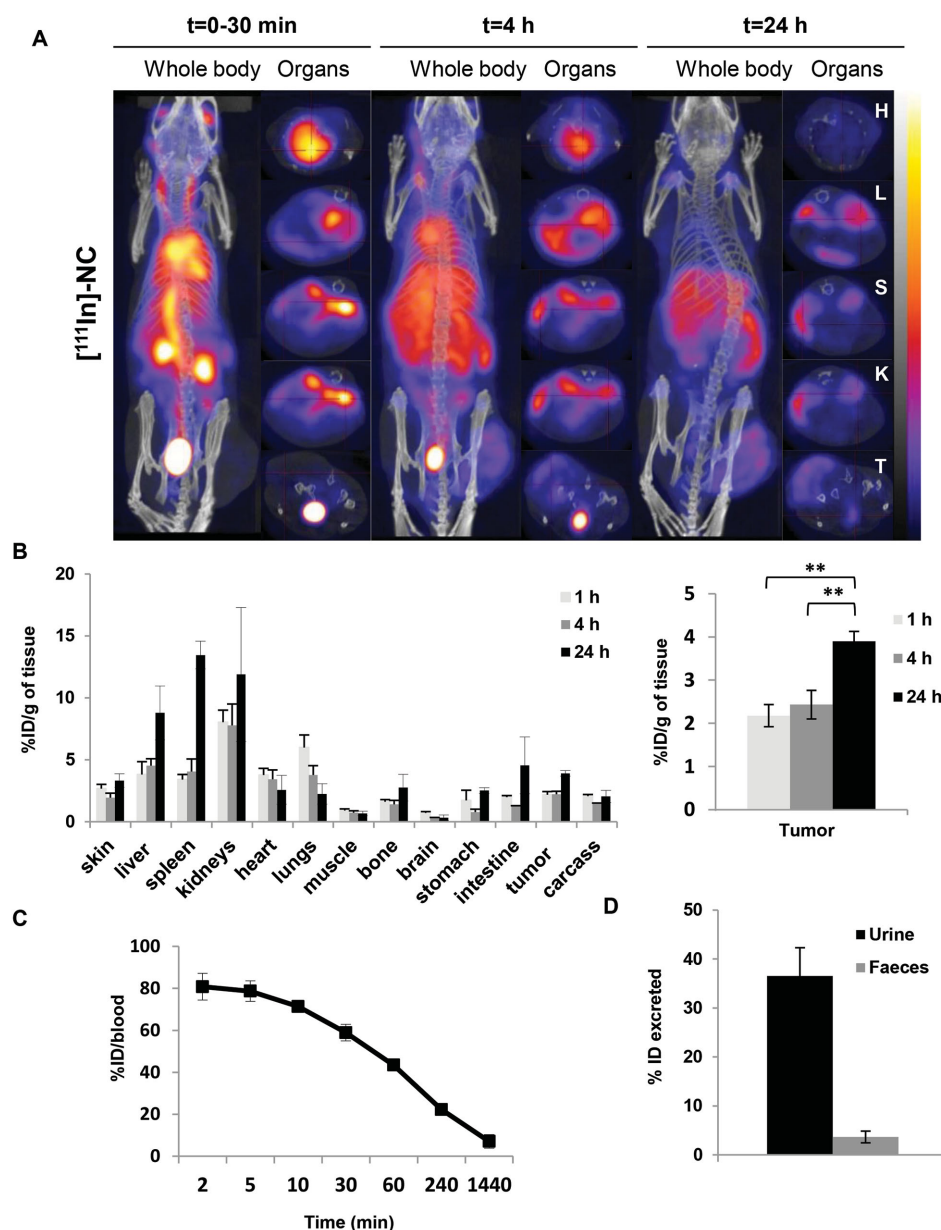 A
t=0-30 min t=4 h t=24 h
Whole body Organs Whole body Organs Whole body Organs
[¹¹¹In]-NC
H
L
S
K
T
B
%ID/g of tissue
20
15
10
5
0
1 h
4 h
24 h
skin liver spleen kidneys heart lungs muscle bone brain stomach intestine tumor carcass
%ID/g of tissue
5
4
3
2
1
0
**
**
1 h
4 h
24 h
Tumor
C
%ID/blood
100
80
60
40
20
0
2 5 10 30 60 240 1440
Time (min)
D
% ID excreted
50
40
30
20
10
0
Urine
Faeces